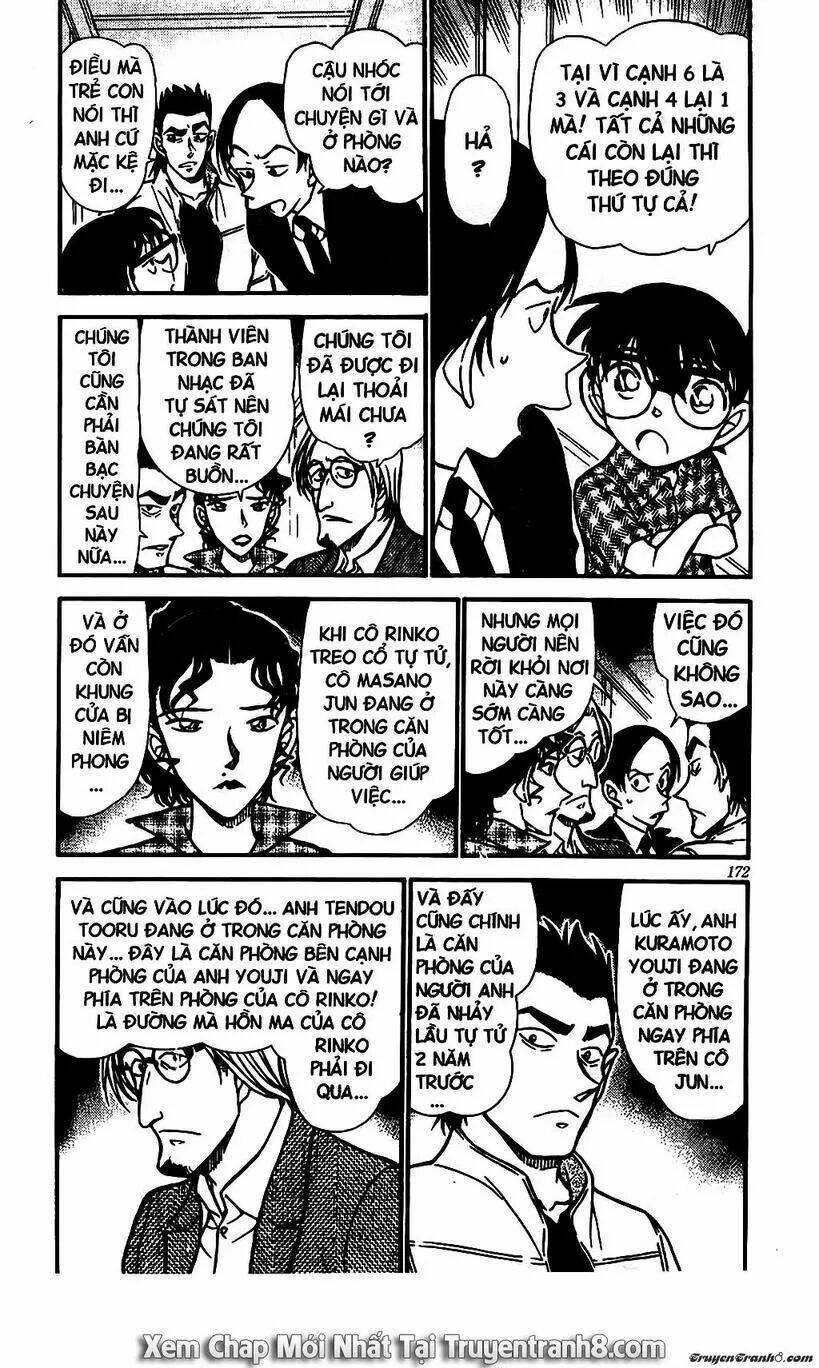 TẠI VÌ CẠNH 6 LÀ
3 VÀ CẠNH 4 LẠI 1
MÀ! TẤT CẢ NHỮNG
CÁI CÒN LẠI THÌ
THEO ĐÚNG
THỨ TỰ CẢ!
HẢ
?
CẬU NHÓC
NÓI TỚI
CHUYỆN GÌ VÀ
Ở PHÒNG
NÀO?
ĐIỀU MÀ
TRẺ CON
NÓI THÌ
ANH CỨ
MẶC KỆ
ĐI...
CHÚNG TÔI
ĐÃ ĐƯỢC ĐI
LẠI THOẢI
MÁI CHƯA
?
THÀNH VIÊN
TRONG BAN
NHẠC ĐÃ
TỰ SÁT NÊN
CHÚNG TÔI
ĐANG RẤT
BUỒN...
CHÚNG
TÔI
CŨNG
CẦN
PHẢI
BÀN
BẠC
CHUYỆN
SAU
NÀY
NỮA...
VIỆC ĐÓ
CŨNG
KHÔNG
SAO...
NHƯNG MỌI
NGƯỜI NÊN
RỜI KHỎI NƠI
NÀY CÀNG
SỚM CÀNG
TỐT...
KHI CÔ RINKO
TREO CỔ TỰ TỬ,
CÔ MASANO
JUN ĐANG Ở
TRONG CĂN
PHÒNG CỦA
NGƯỜI GIÚP
VIỆC...
VÀ Ở
ĐÓ VẪN
CÒN
KHUNG
CỬA BỊ
NIÊM
PHONG
...
172
LÚC ẤY, ANH
KURAMOTO
YOUJI ĐANG
Ở TRONG
CĂN PHÒNG
NGAY PHÍA
TRÊN CÔ
JUN...
VÀ ĐẤY
CŨNG CHÍNH
LÀ CĂN
PHÒNG CỦA
NGƯỜI ANH
ĐÃ NHẢY
LẦU TỰ TỬ
2 NĂM
TRƯỚC
...
VÀ CŨNG VÀO LÚC ĐÓ... ANH TENDOU
TOORU ĐANG Ở TRONG CĂN PHÒNG
NÀY... ĐÂY LÀ CĂN PHÒNG BÊN CẠNH
PHÒNG CỦA ANH YOUJI VÀ NGAY
PHÍA TRÊN PHÒNG CỦA CÔ RINKO!
LÀ ĐƯỜNG MÀ HỒN MA CỦA CÔ
RINKO
PHẢI ĐI
QUA...
Xem Chap Mới Nhất Tại Truyentranh8.com
TruyenTranh8.com